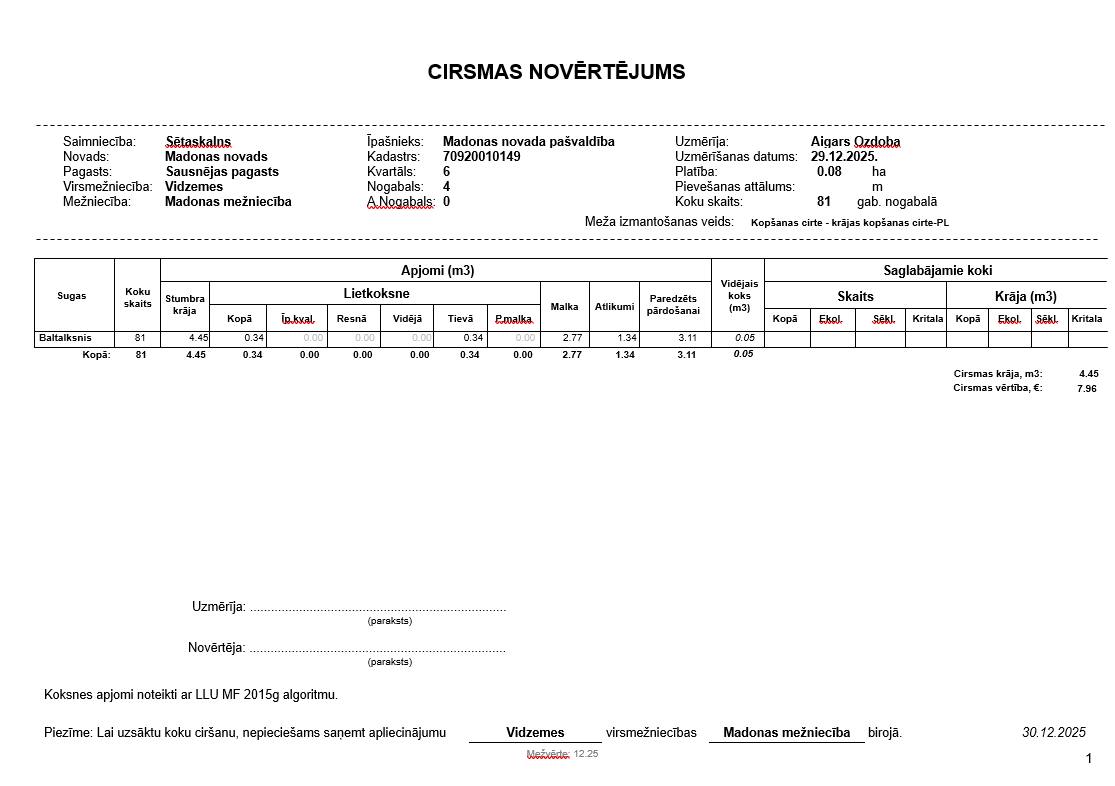 CIRSMAS NOVĒRTĒJUMS
Saimniecība: Sētaskalns Īpašnieks: Madonas novada pašvaldība Uzmērīja: Aigars Ozdoba
Novads: Madonas novads Kadastrs: 70920010149 Uzmērīšanas datums: 29.12.2025.
Pagasts: Sausnējas pagasts Kvartāls: 6 Platība: 0.08 ha
Virsmežniecība: Vidzemes Nogabals: 4 Pievešanas attālums: m
Mežniecība: Madonas mežniecība A.Nogabals: 0 Koku skaits: 81 gab. nogabalā
Meža izmantošanas veids: Kopšanas cirte - krājas kopšanas cirte-PL
Sugas Koku skaits Apjomi (m3) Vidējais koks (m3) Saglabājamie koki
Stumbra krāja Lietkoksne Malka Atlikumi Paredzēts pārdošanai Skaits Krāja (m3)
Kopā Īp.kval. Resnā Vidējā Tievā P.malka Kopā Ekol. Sēkl. Kritala Kopā Ekol. Sēkl. Kritala
Baltalksnis 81 4.45 0.34 0.00 0.00 0.00 0.34 0.00 2.77 1.34 3.11 0.05
Kopā: 81 4.45 0.34 0.00 0.00 0.00 0.34 0.00 2.77 1.34 3.11 0.05
Cirsmas krāja, m3: 4.45
Cirsmas vērtība, €: 7.96
Uzmērīja: ..........................................................................
(paraksts)
Novērtēja: ..........................................................................
(paraksts)
Koksnes apjomi noteikti ar LLU MF 2015g algoritmu.
Piezīme: Lai uzsāktu koku ciršanu, nepieciešams saņemt apliecinājumu Vidzemes virsmežniecības Madonas mežniecība birojā. 30.12.2025
Mežvērte: 12.25
1